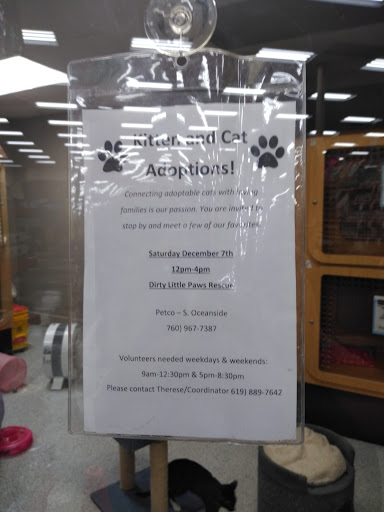 Kitten and Cat
Adoptions!
Connecting adoptable cats with loving
families is our passion. You are invited to
stop by and meet a few of our favorites.
Saturday December 7th
12pm-4pm
Dirty Little Paws Rescue
Petco – S. Oceanside
760) 967-7387
Volunteers needed weekdays & weekends:
9am-12:30pm & 5pm-8:30pm
Please contact Therese/Coordinator 619) 889-7642